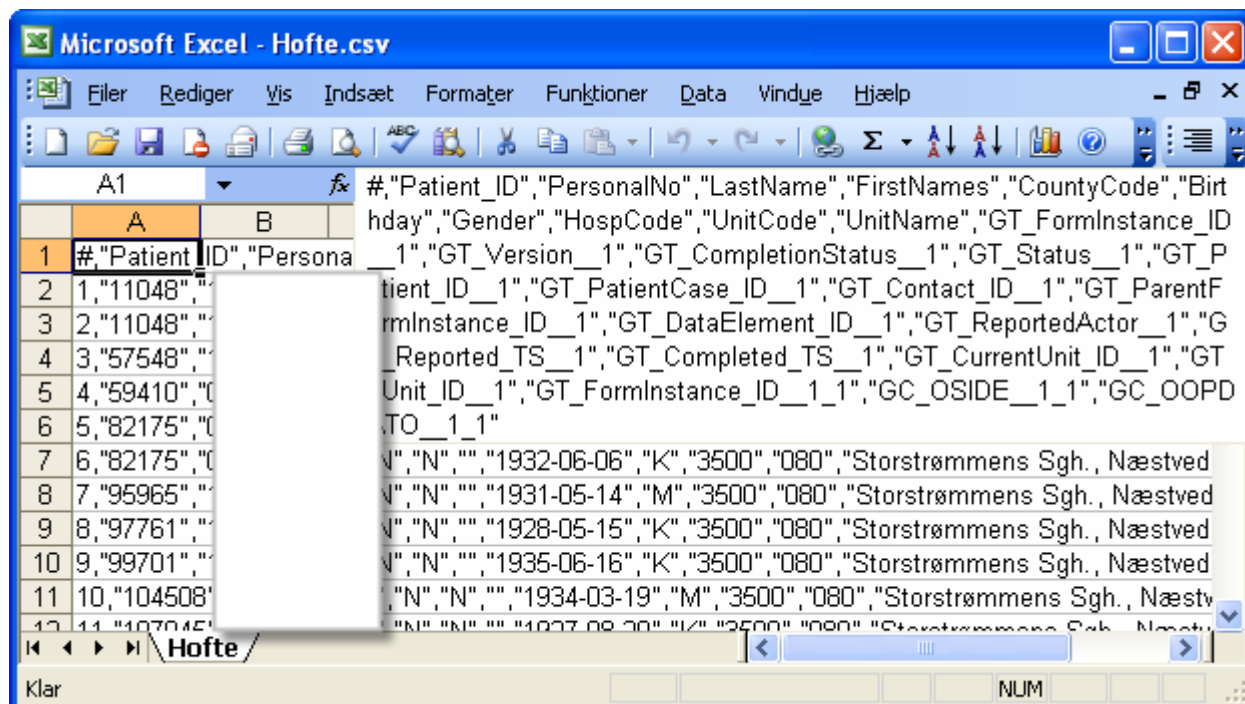 Microsoft Excel - Hofte.csv
Filer Rediger Vis Indsæt Formater Funktioner Data Vindue Hjælp
A1 fx #,"Patient_ID","PersonalNo","LastName","FirstNames","CountyCode","Birt
hday","Gender","HospCode","UnitCode","UnitName","GT_FormInstance_ID
__1","GT_Version__1","GT_CompletionStatus__1","GT_Status__1","GT_P
tient_ID__1","GT_PatientCase_ID__1","GT_Contact_ID__1","GT_ParentF
rmInstance_ID__1","GT_DataElement_ID__1","GT_ReportedActor__1","G
_Reported_TS__1","GT_Completed_TS__1","GT_CurrentUnit_ID__1","GT
Unit_ID__1","GT_FormInstance_ID__1_1","GC_OSIDE__1_1","GC_OOPD
TO__1_1"
A B
1 #,"Patient_ID","Persona
2 1,"11048","
3 2,"11048","
4 3,"57548","
5 4,"59410","0
6 5,"82175","0
7 6,"82175","0 N","N","","1932-06-06","K","3500","080","Storstrømmens Sgh., Næstved
8 7,"95965"," N","N","","1931-05-14","M","3500","080","Storstrømmens Sgh., Næstved
9 8,"97761"," N","N","","1928-05-15","K","3500","080","Storstrømmens Sgh., Næstved
10 9,"99701"," N","N","","1935-06-16","K","3500","080","Storstrømmens Sgh., Næstved
11 10,"104508" ,"N","N","","1934-03-19","M","3500","080","Storstrømmens Sgh., Næstv
Hofte
Klar NUM